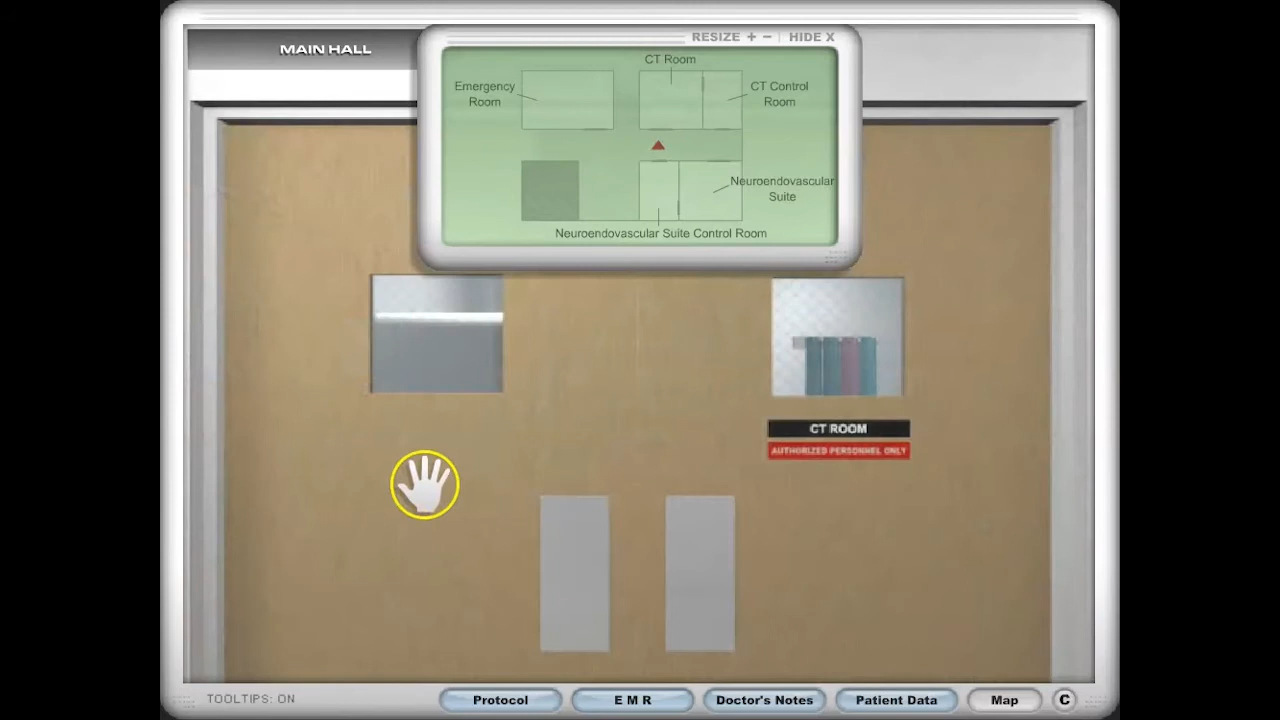 RESIZE + − | HIDE X
MAIN HALL
CT Room
Emergency
Room
CT Control
Room
Neuroendovascular
Suite
Neuroendovascular Suite Control Room
CT ROOM
AUTHORIZED PERSONNEL ONLY
TOOLTIPS: ON
Protocol
E M R
Doctor's Notes
Patient Data
Map
C